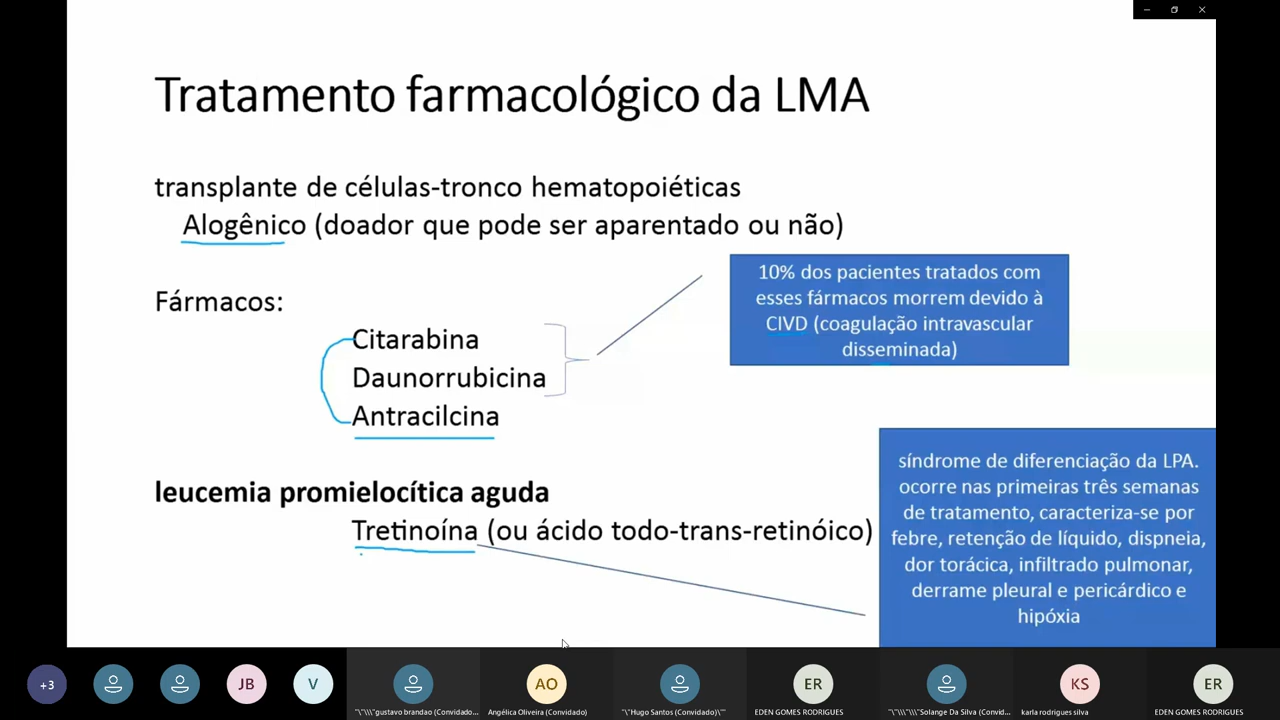 Tratamento farmacológico da LMA
transplante de células-tronco hematopoiéticas
Alogênico (doador que pode ser aparentado ou não)
Fármacos:
Citarabina
Daunorrubicina
Antracilcina
10% dos pacientes tratados com
esses fármacos morrem devido à
CIVD (coagulação intravascular
disseminada)
leucemia promielocítica aguda
Tretinoína (ou ácido todo-trans-retinóico)
síndrome de diferenciação da LPA.
ocorre nas primeiras três semanas
de tratamento, caracteriza-se por
febre, retenção de líquido, dispneia,
dor torácica, infiltrado pulmonar,
derrame pleural e pericárdico e
hipóxia
+3
JB
V
AO
ER
KS
ER
"\"\\\"gustavo brandao (Convidado...
Angélica Oliveira (Convidado)
"\"Hugo Santos (Convidado)\""
EDEN GOMES RODRIGUES
"\"\\\"\\\"Solange Da Silva (Convid...
karla rodrigues silva
EDEN GOMES RODRIGUES